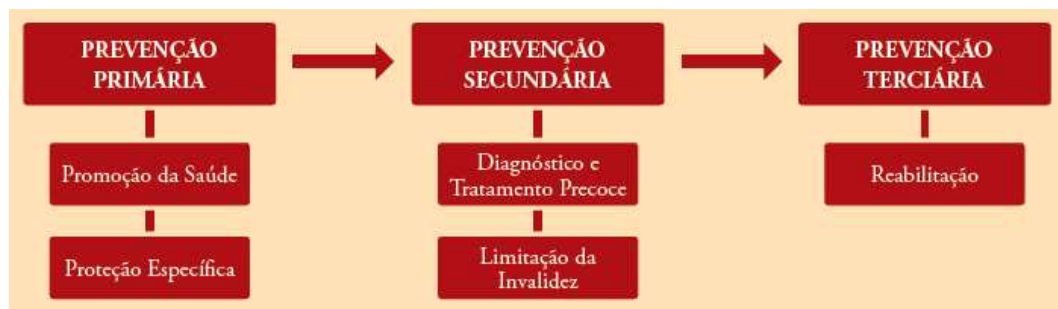 PREVENÇÃO
PRIMÁRIA
Promoção da Saúde
Proteção Específica
PREVENÇÃO
SECUNDÁRIA
Diagnóstico e
Tratamento Precoce
Limitação da
Invalidez
PREVENÇÃO
TERCIÁRIA
Reabilitação